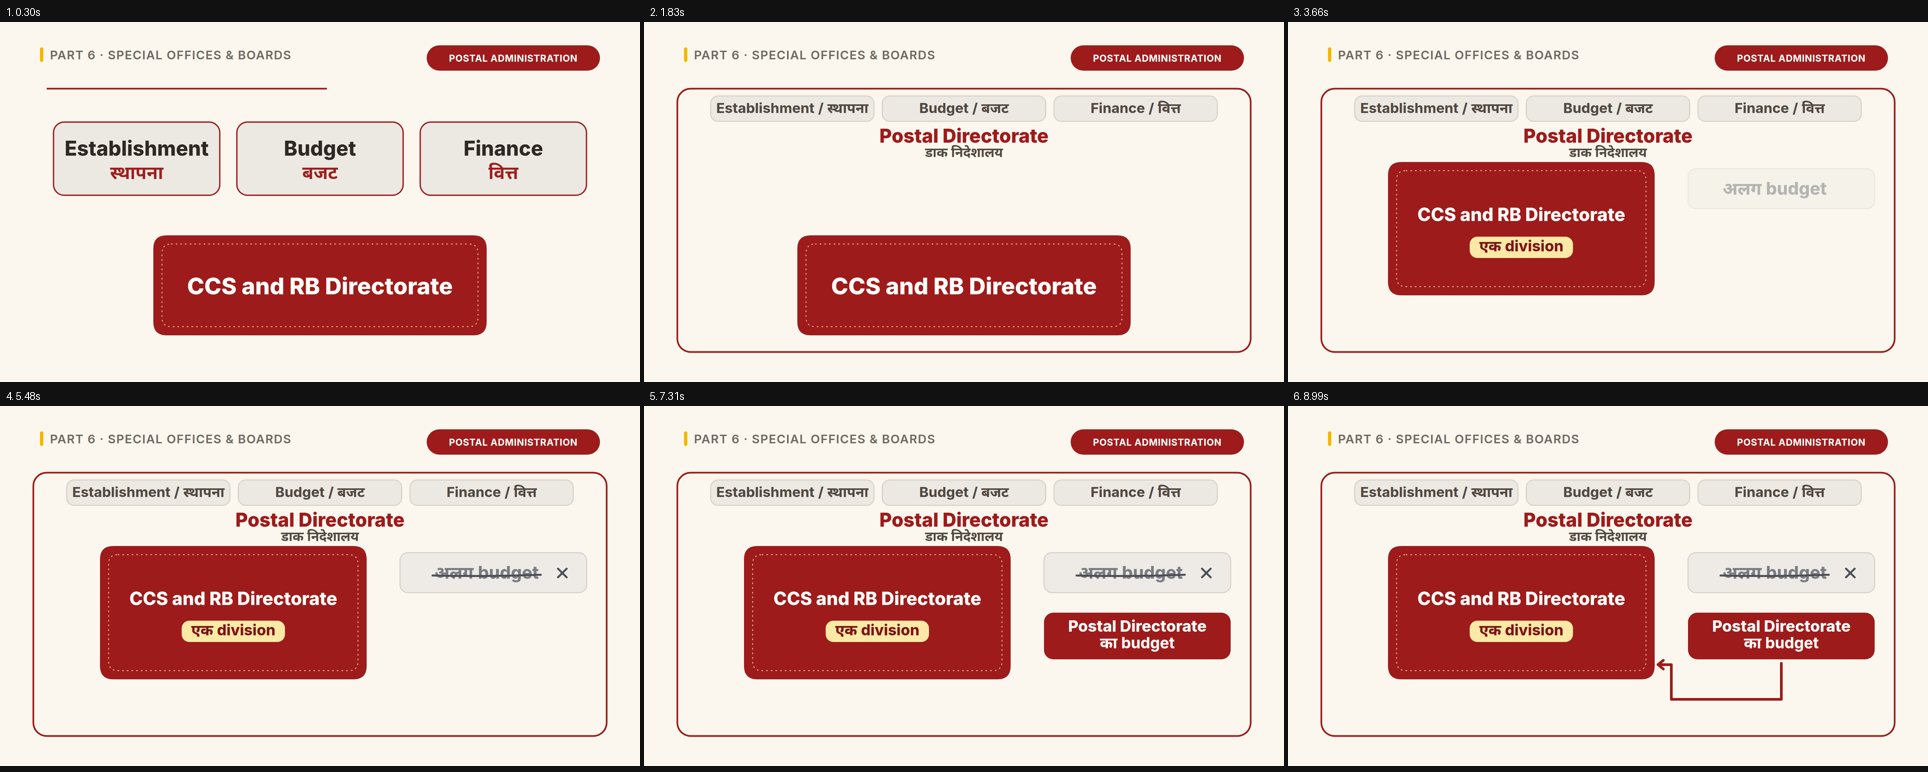 1. 0.30s
PART 6 · SPECIAL OFFICES & BOARDS
POSTAL ADMINISTRATION
Establishment
स्थापना
Budget
बजट
Finance
वित्त
CCS and RB Directorate
2. 1.83s
PART 6 · SPECIAL OFFICES & BOARDS
POSTAL ADMINISTRATION
Establishment / स्थापना
Budget / बजट
Finance / वित्त
Postal Directorate
डाक निदेशालय
CCS and RB Directorate
3. 3.66s
PART 6 · SPECIAL OFFICES & BOARDS
POSTAL ADMINISTRATION
Establishment / स्थापना
Budget / बजट
Finance / वित्त
Postal Directorate
डाक निदेशालय
CCS and RB Directorate
एक division
अलग budget
4. 5.48s
PART 6 · SPECIAL OFFICES & BOARDS
POSTAL ADMINISTRATION
Establishment / स्थापना
Budget / बजट
Finance / वित्त
Postal Directorate
डाक निदेशालय
CCS and RB Directorate
एक division
अलग budget ✕
5. 7.31s
PART 6 · SPECIAL OFFICES & BOARDS
POSTAL ADMINISTRATION
Establishment / स्थापना
Budget / बजट
Finance / वित्त
Postal Directorate
डाक निदेशालय
CCS and RB Directorate
एक division
अलग budget ✕
Postal Directorate
का budget
6. 8.99s
PART 6 · SPECIAL OFFICES & BOARDS
POSTAL ADMINISTRATION
Establishment / स्थापना
Budget / बजट
Finance / वित्त
Postal Directorate
डाक निदेशालय
CCS and RB Directorate
एक division
अलग budget ✕
Postal Directorate
का budget